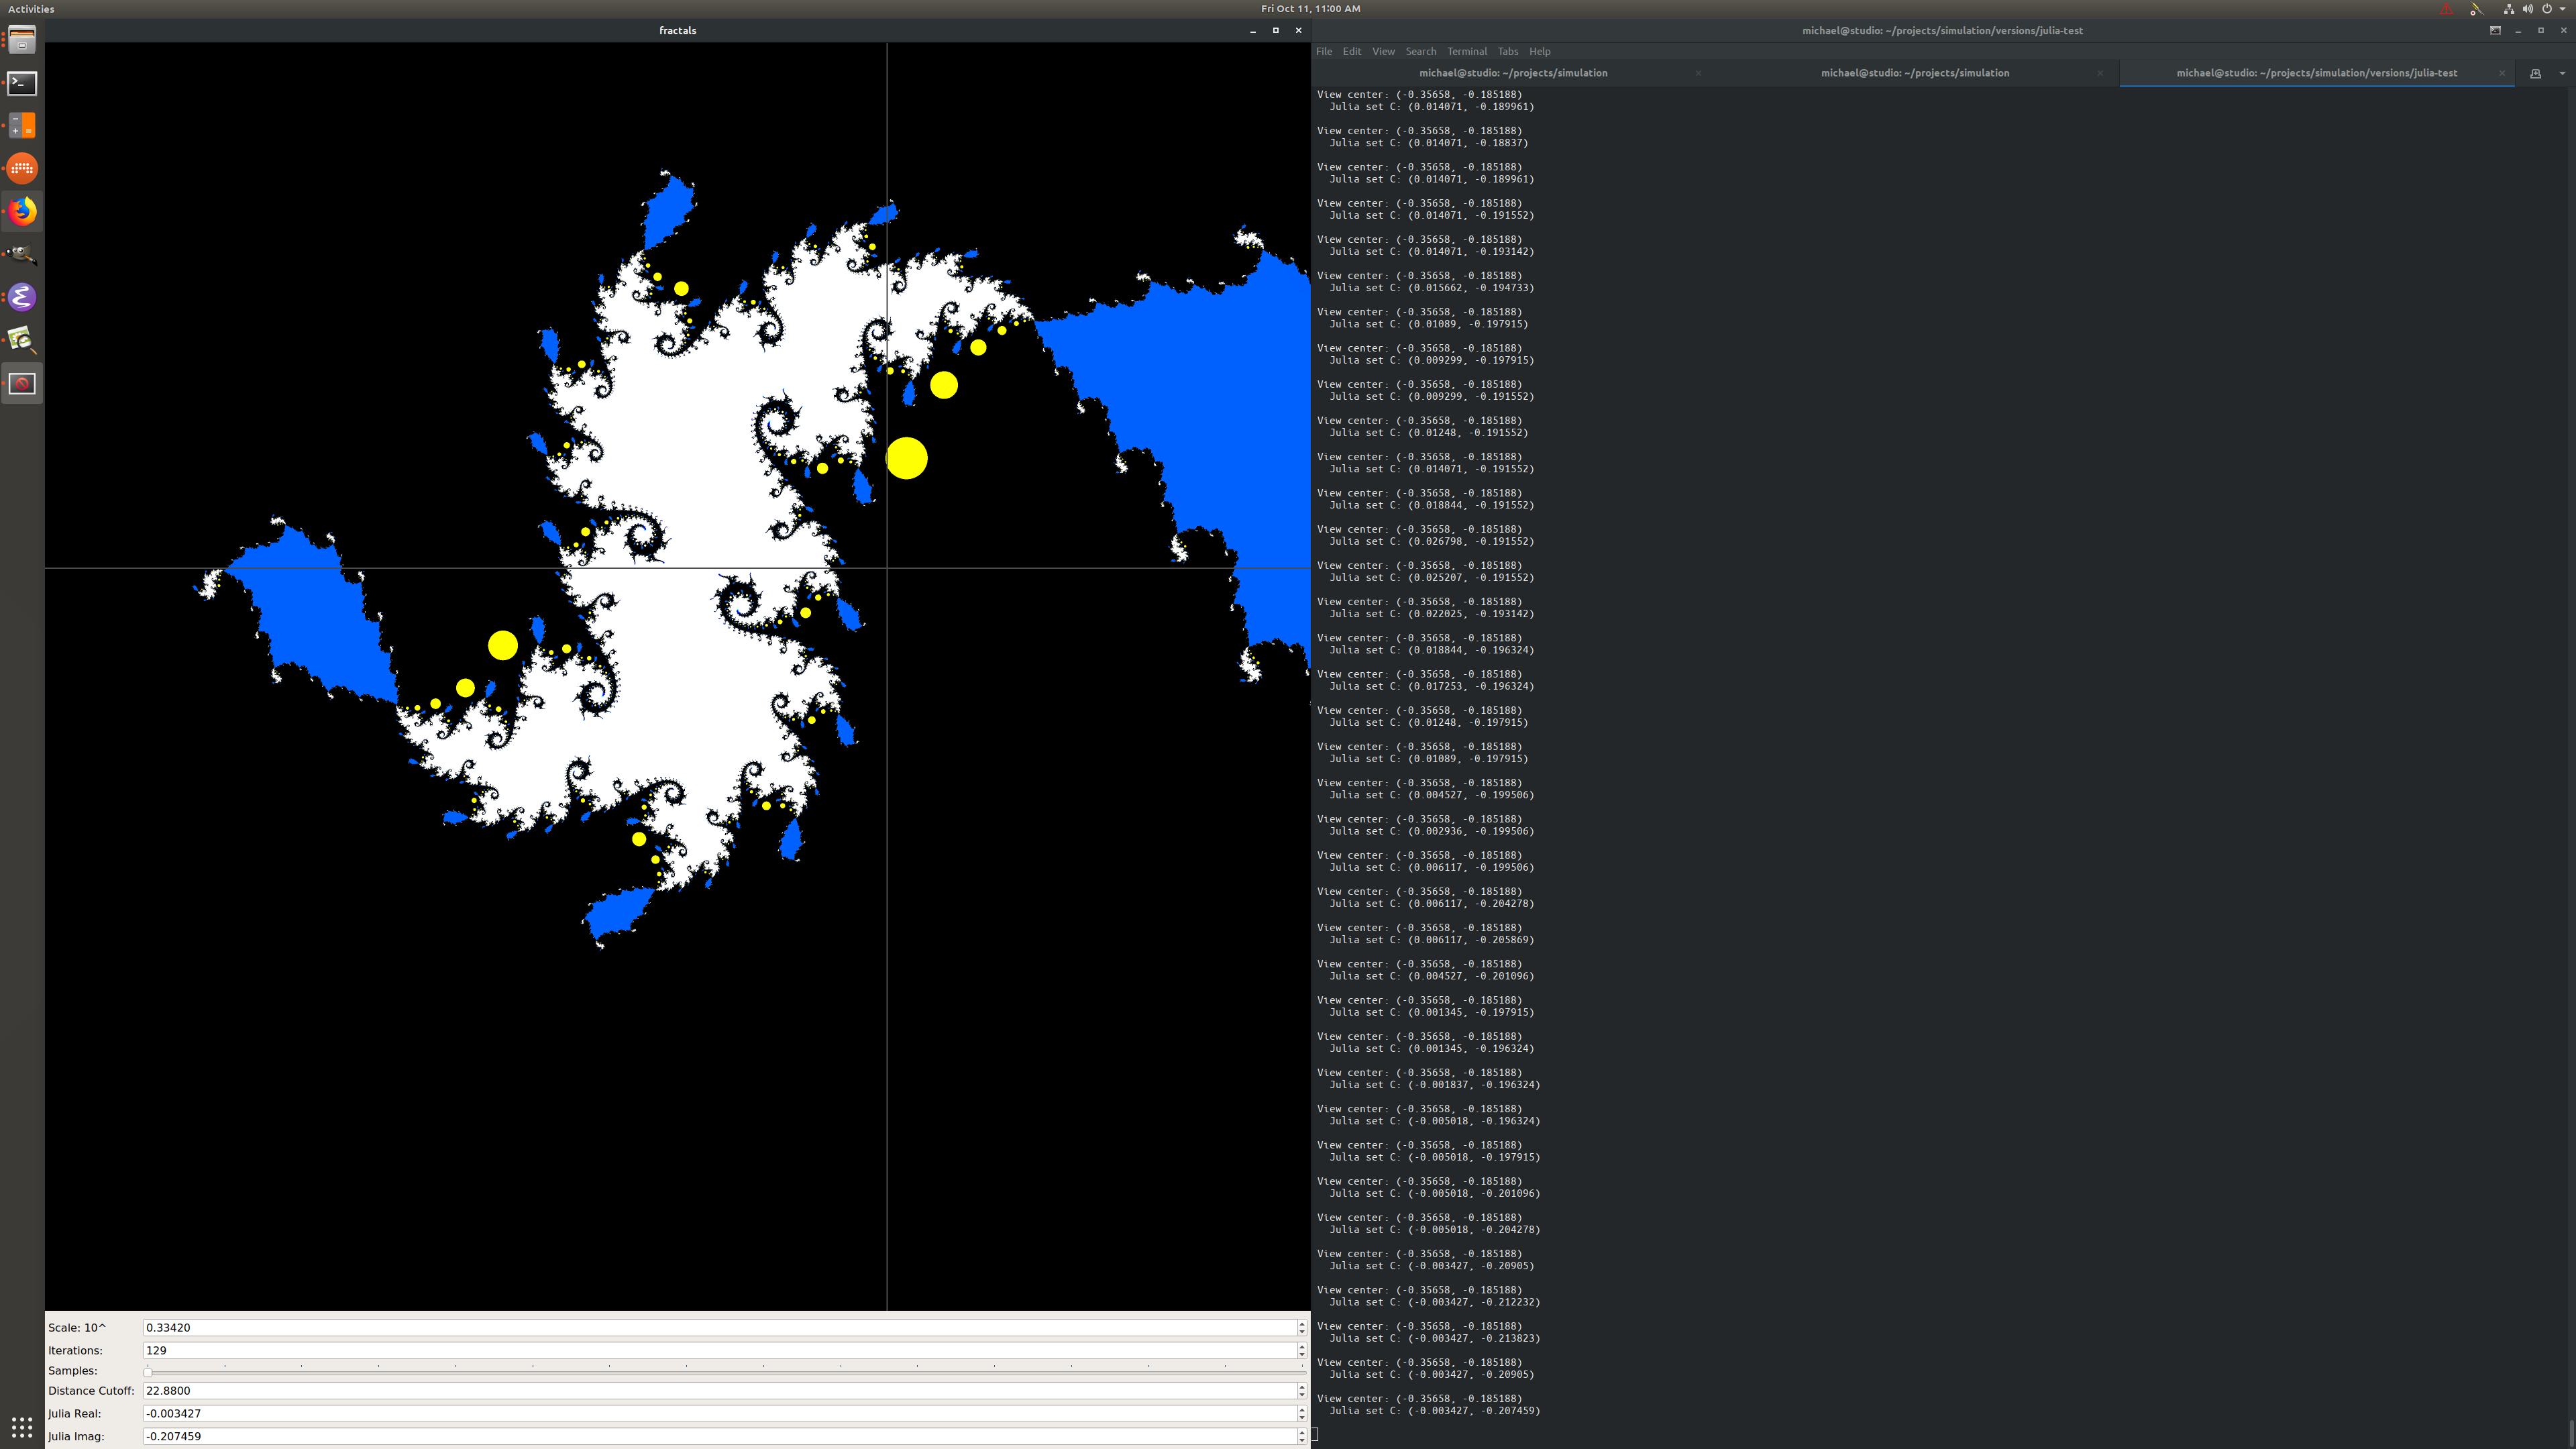 Activities
Fri Oct 11, 11:00 AM
fractals
Scale: 10^ 0.33420
Iterations: 129
Samples:
Distance Cutoff: 22.8800
Julia Real: -0.003427
Julia Imag: -0.207459
michael@studio: ~/projects/simulation/versions/julia-test
File Edit View Search Terminal Tabs Help
michael@studio: ~/projects/simulation michael@studio: ~/projects/simulation michael@studio: ~/projects/simulation/versions/julia-test
View center: (-0.35658, -0.185188)
Julia set C: (0.014071, -0.189961)
View center: (-0.35658, -0.185188)
Julia set C: (0.014071, -0.18837)
View center: (-0.35658, -0.185188)
Julia set C: (0.014071, -0.189961)
View center: (-0.35658, -0.185188)
Julia set C: (0.014071, -0.191552)
View center: (-0.35658, -0.185188)
Julia set C: (0.014071, -0.193142)
View center: (-0.35658, -0.185188)
Julia set C: (0.015662, -0.194733)
View center: (-0.35658, -0.185188)
Julia set C: (0.01089, -0.197915)
View center: (-0.35658, -0.185188)
Julia set C: (0.009299, -0.197915)
View center: (-0.35658, -0.185188)
Julia set C: (0.009299, -0.191552)
View center: (-0.35658, -0.185188)
Julia set C: (0.01248, -0.191552)
View center: (-0.35658, -0.185188)
Julia set C: (0.014071, -0.191552)
View center: (-0.35658, -0.185188)
Julia set C: (0.018844, -0.191552)
View center: (-0.35658, -0.185188)
Julia set C: (0.026798, -0.191552)
View center: (-0.35658, -0.185188)
Julia set C: (0.025207, -0.191552)
View center: (-0.35658, -0.185188)
Julia set C: (0.022025, -0.193142)
View center: (-0.35658, -0.185188)
Julia set C: (0.018844, -0.196324)
View center: (-0.35658, -0.185188)
Julia set C: (0.017253, -0.196324)
View center: (-0.35658, -0.185188)
Julia set C: (0.01248, -0.197915)
View center: (-0.35658, -0.185188)
Julia set C: (0.01089, -0.197915)
View center: (-0.35658, -0.185188)
Julia set C: (0.004527, -0.199506)
View center: (-0.35658, -0.185188)
Julia set C: (0.002936, -0.199506)
View center: (-0.35658, -0.185188)
Julia set C: (0.006117, -0.199506)
View center: (-0.35658, -0.185188)
Julia set C: (0.006117, -0.204278)
View center: (-0.35658, -0.185188)
Julia set C: (0.006117, -0.205869)
View center: (-0.35658, -0.185188)
Julia set C: (0.004527, -0.201096)
View center: (-0.35658, -0.185188)
Julia set C: (0.001345, -0.197915)
View center: (-0.35658, -0.185188)
Julia set C: (0.001345, -0.196324)
View center: (-0.35658, -0.185188)
Julia set C: (-0.001837, -0.196324)
View center: (-0.35658, -0.185188)
Julia set C: (-0.005018, -0.196324)
View center: (-0.35658, -0.185188)
Julia set C: (-0.005018, -0.197915)
View center: (-0.35658, -0.185188)
Julia set C: (-0.005018, -0.201096)
View center: (-0.35658, -0.185188)
Julia set C: (-0.005018, -0.204278)
View center: (-0.35658, -0.185188)
Julia set C: (-0.003427, -0.20905)
View center: (-0.35658, -0.185188)
Julia set C: (-0.003427, -0.212232)
View center: (-0.35658, -0.185188)
Julia set C: (-0.003427, -0.213823)
View center: (-0.35658, -0.185188)
Julia set C: (-0.003427, -0.20905)
View center: (-0.35658, -0.185188)
Julia set C: (-0.003427, -0.207459)